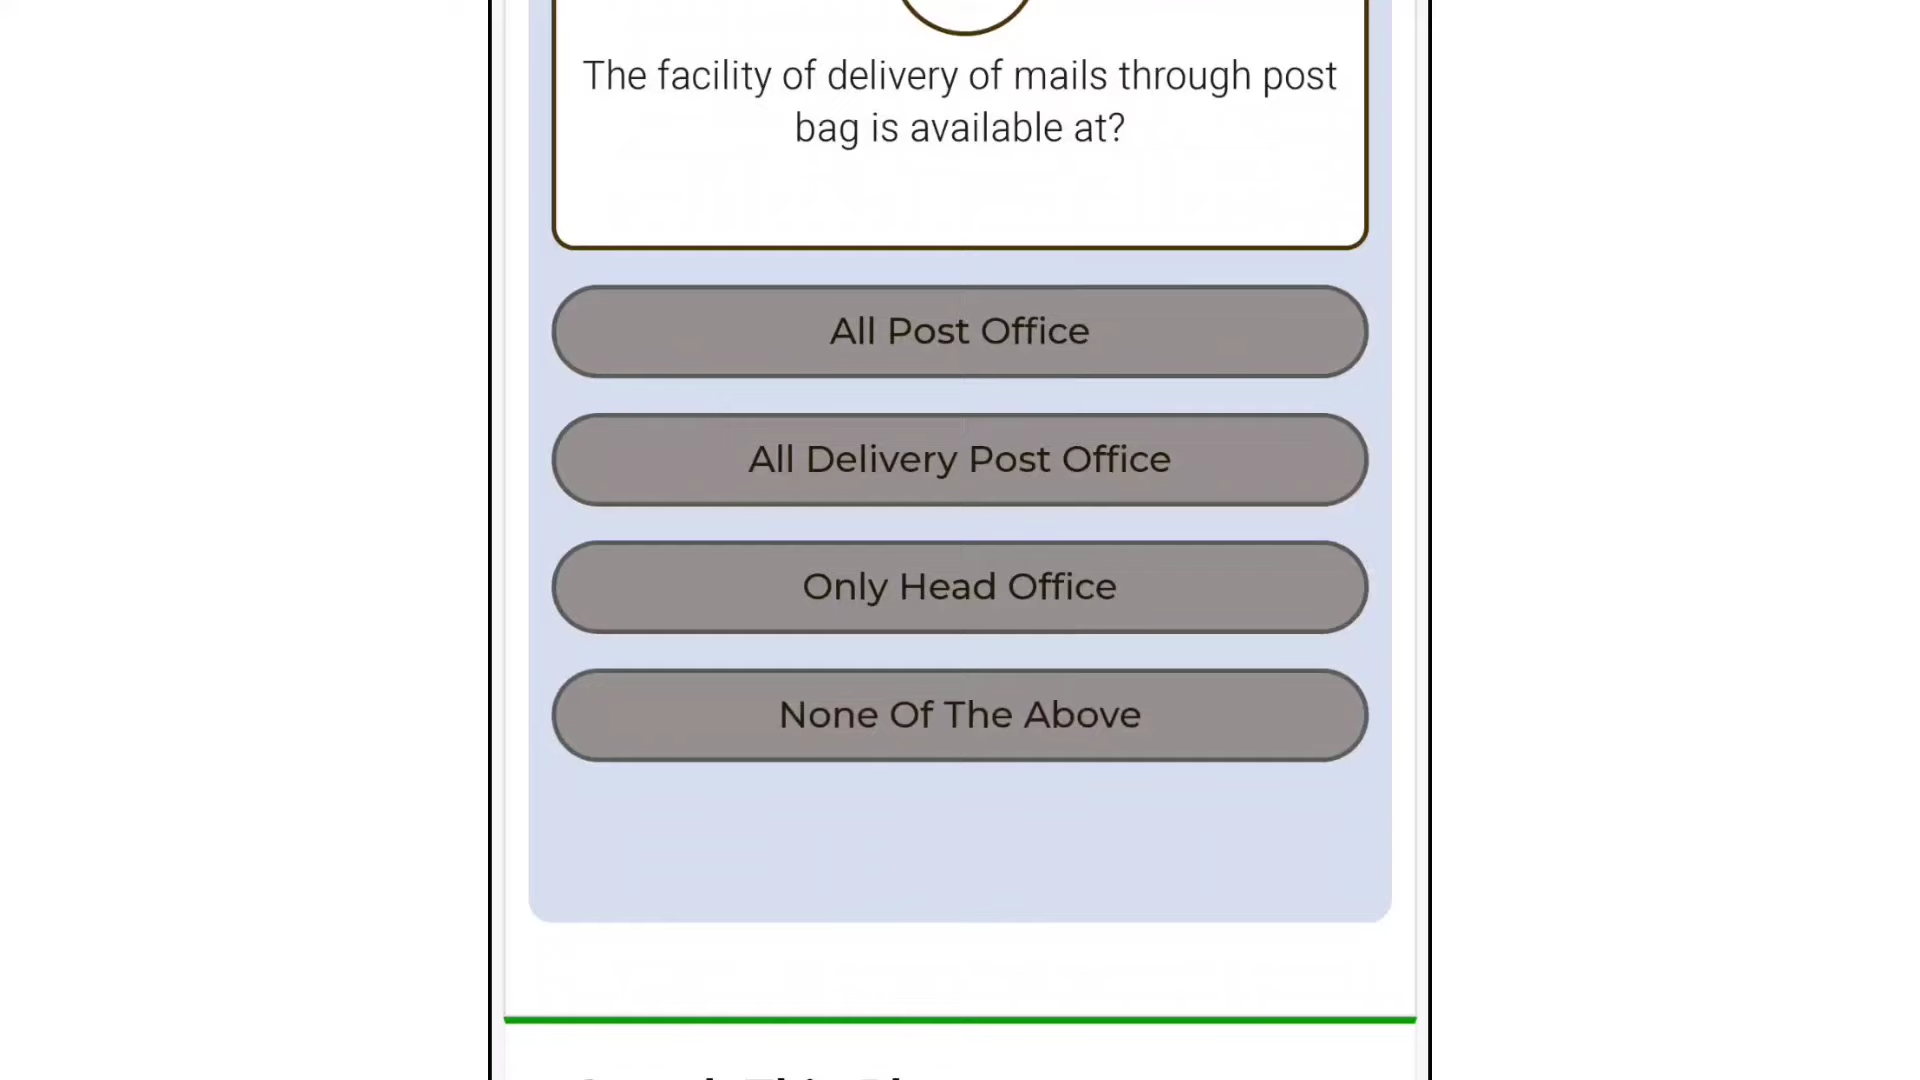 The facility of delivery of mails through post
bag is available at?
All Post Office
All Delivery Post Office
Only Head Office
None Of The Above